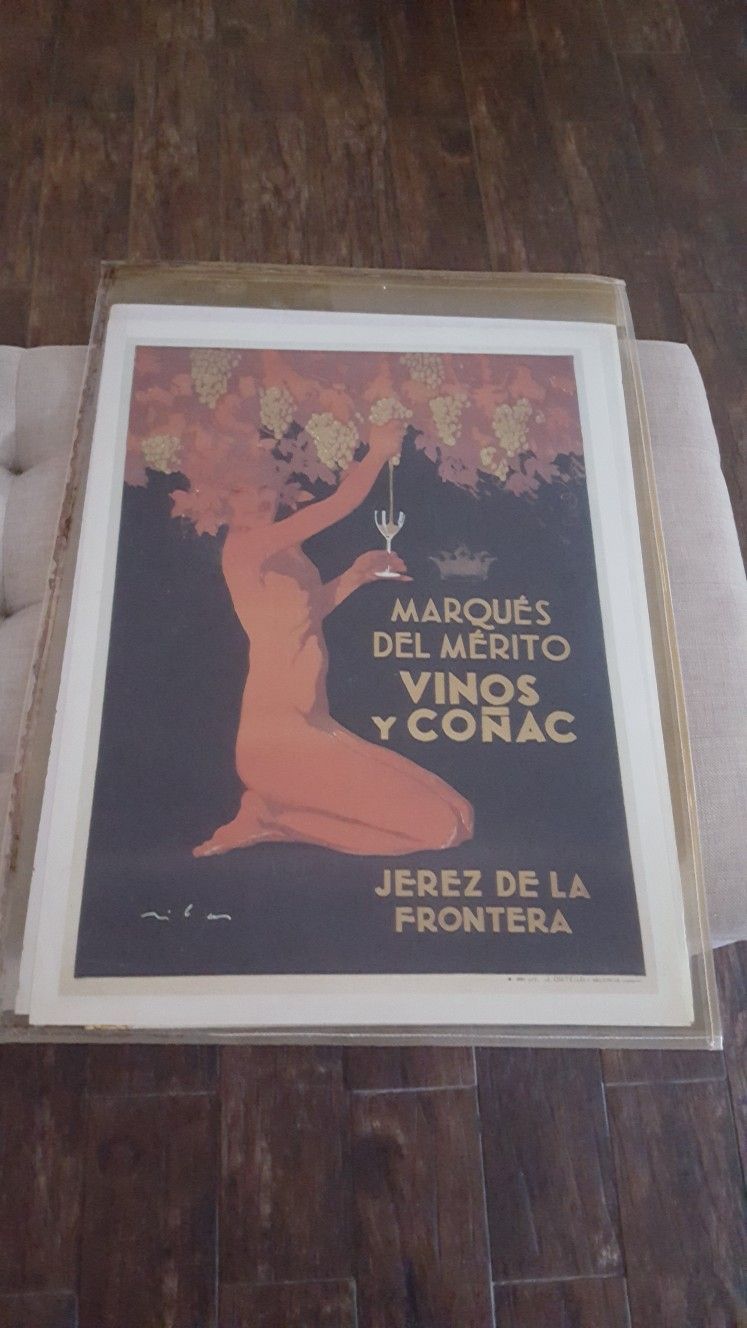 MARQUÉS
DEL MÉRITO
VINOS
Y COÑAC
JEREZ DE LA
FRONTERA